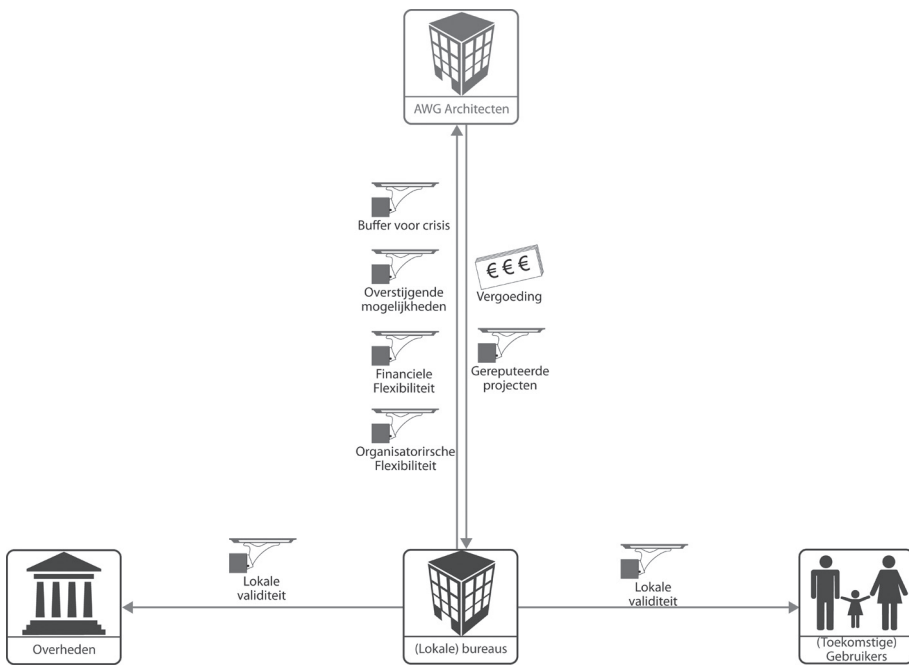 AWG Architecten
Buffer voor crisis
Overstijgende
mogelijkheden
€€€
Vergoeding
Financiele
Flexibiliteit
Gereputeerde
projecten
Organisatorirsche
Flexibiliteit
Lokale
validiteit
Lokale
validiteit
Overheden
(Lokale) bureaus
(Toekomstige)
Gebruikers